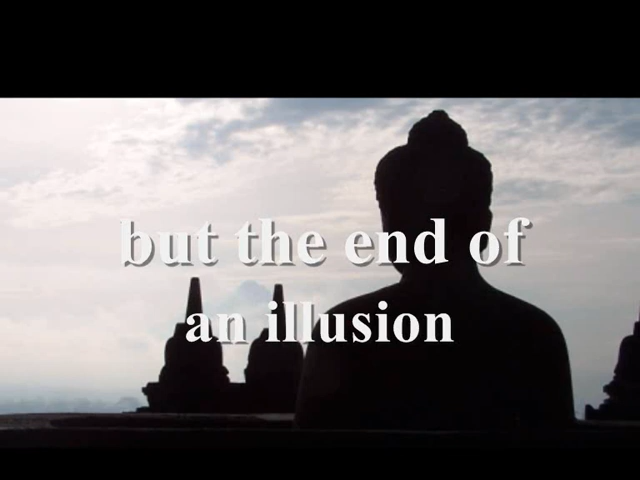 but the end of
an illusion